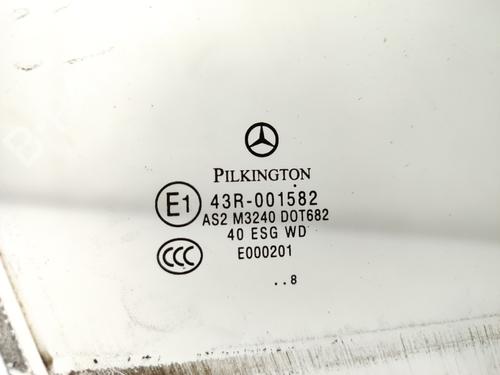 PILKINGTON
E1 43R-001582
AS2 M3240 DOT682
40 ESG WD
CCC E000201
..8